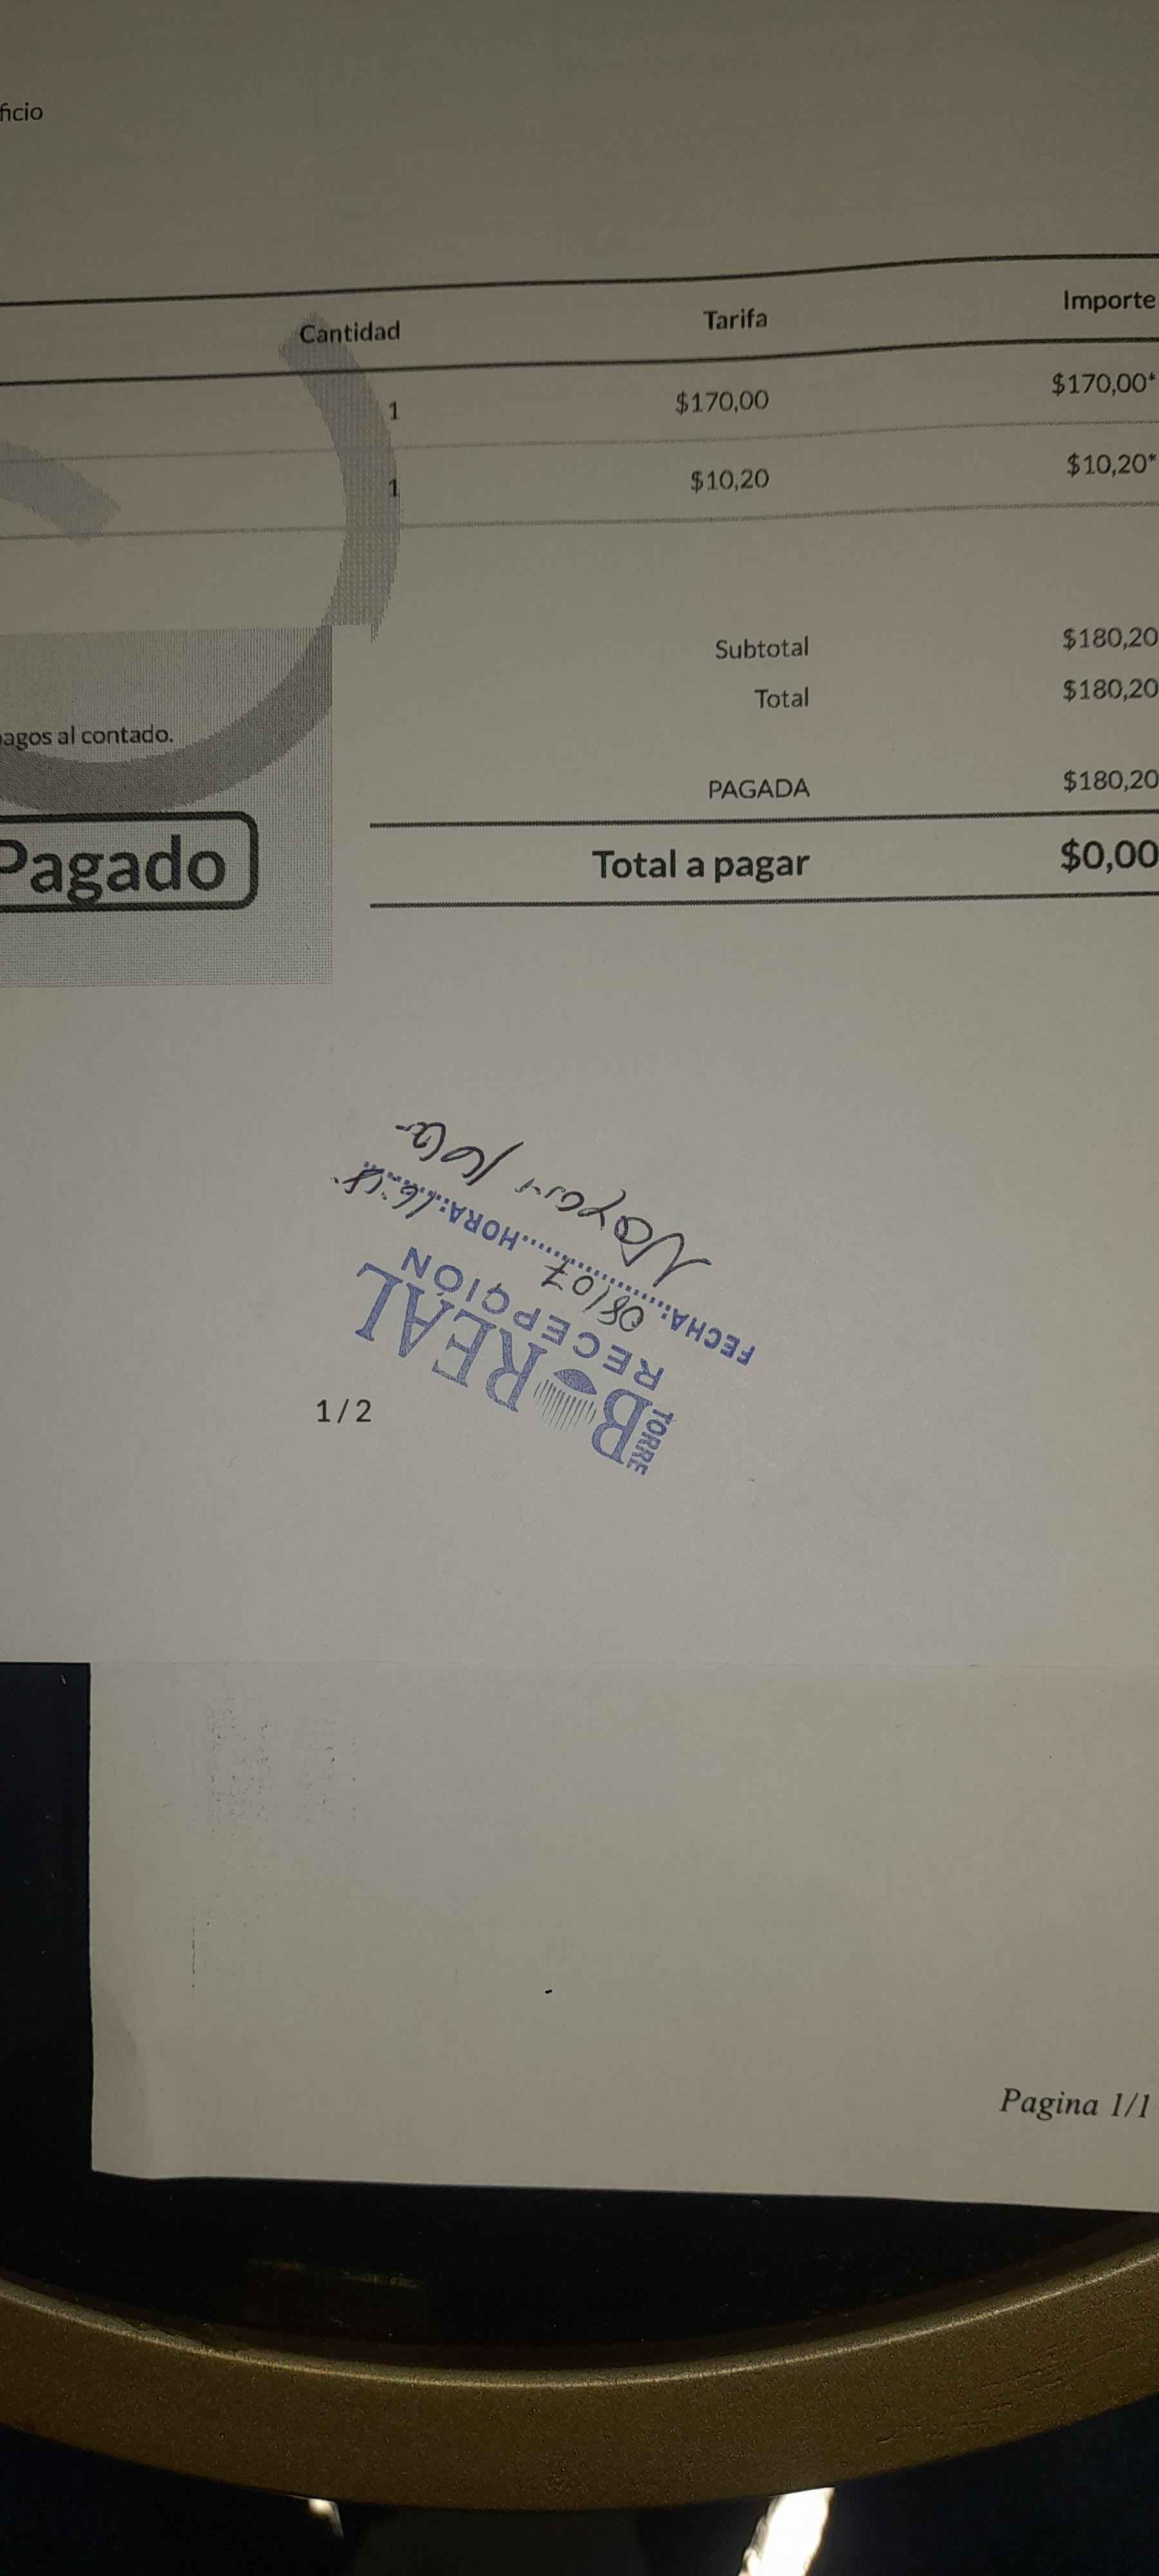 ficio
Cantidad Tarifa Importe
1 $170,00 $170,00*
1 $10,20 $10,20*
Subtotal $180,20
Total $180,20
agos al contado.
PAGADA $180,20
Pagado
Total a pagar $0,00
TORRE
BOREAL
RECEPCIÓN
FECHA: 08/07 HORA: 16:18
1 / 2
Pagina 1/1